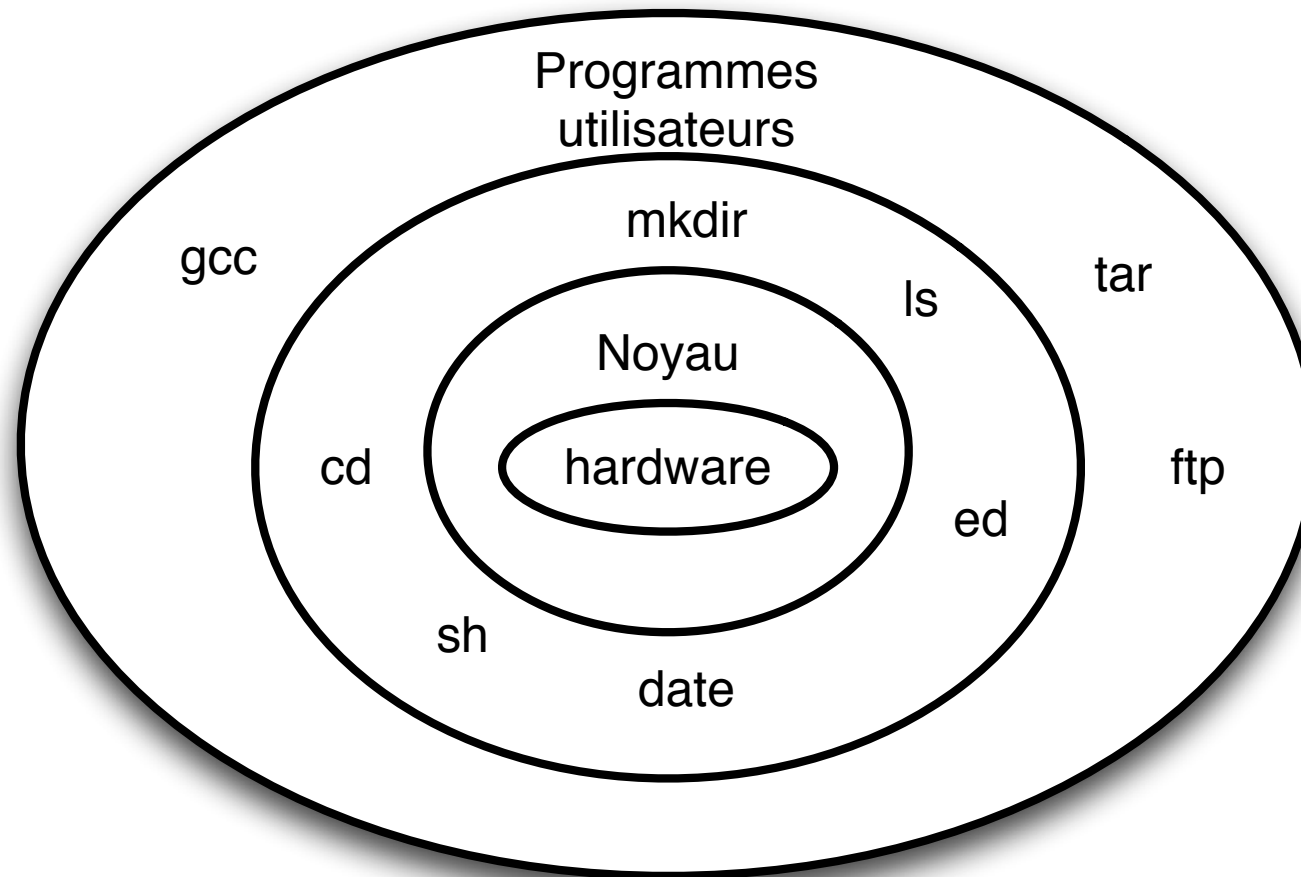 Programmes
utilisateurs
mkdir
gcc
tar
ls
Noyau
cd
hardware
ftp
ed
sh
date